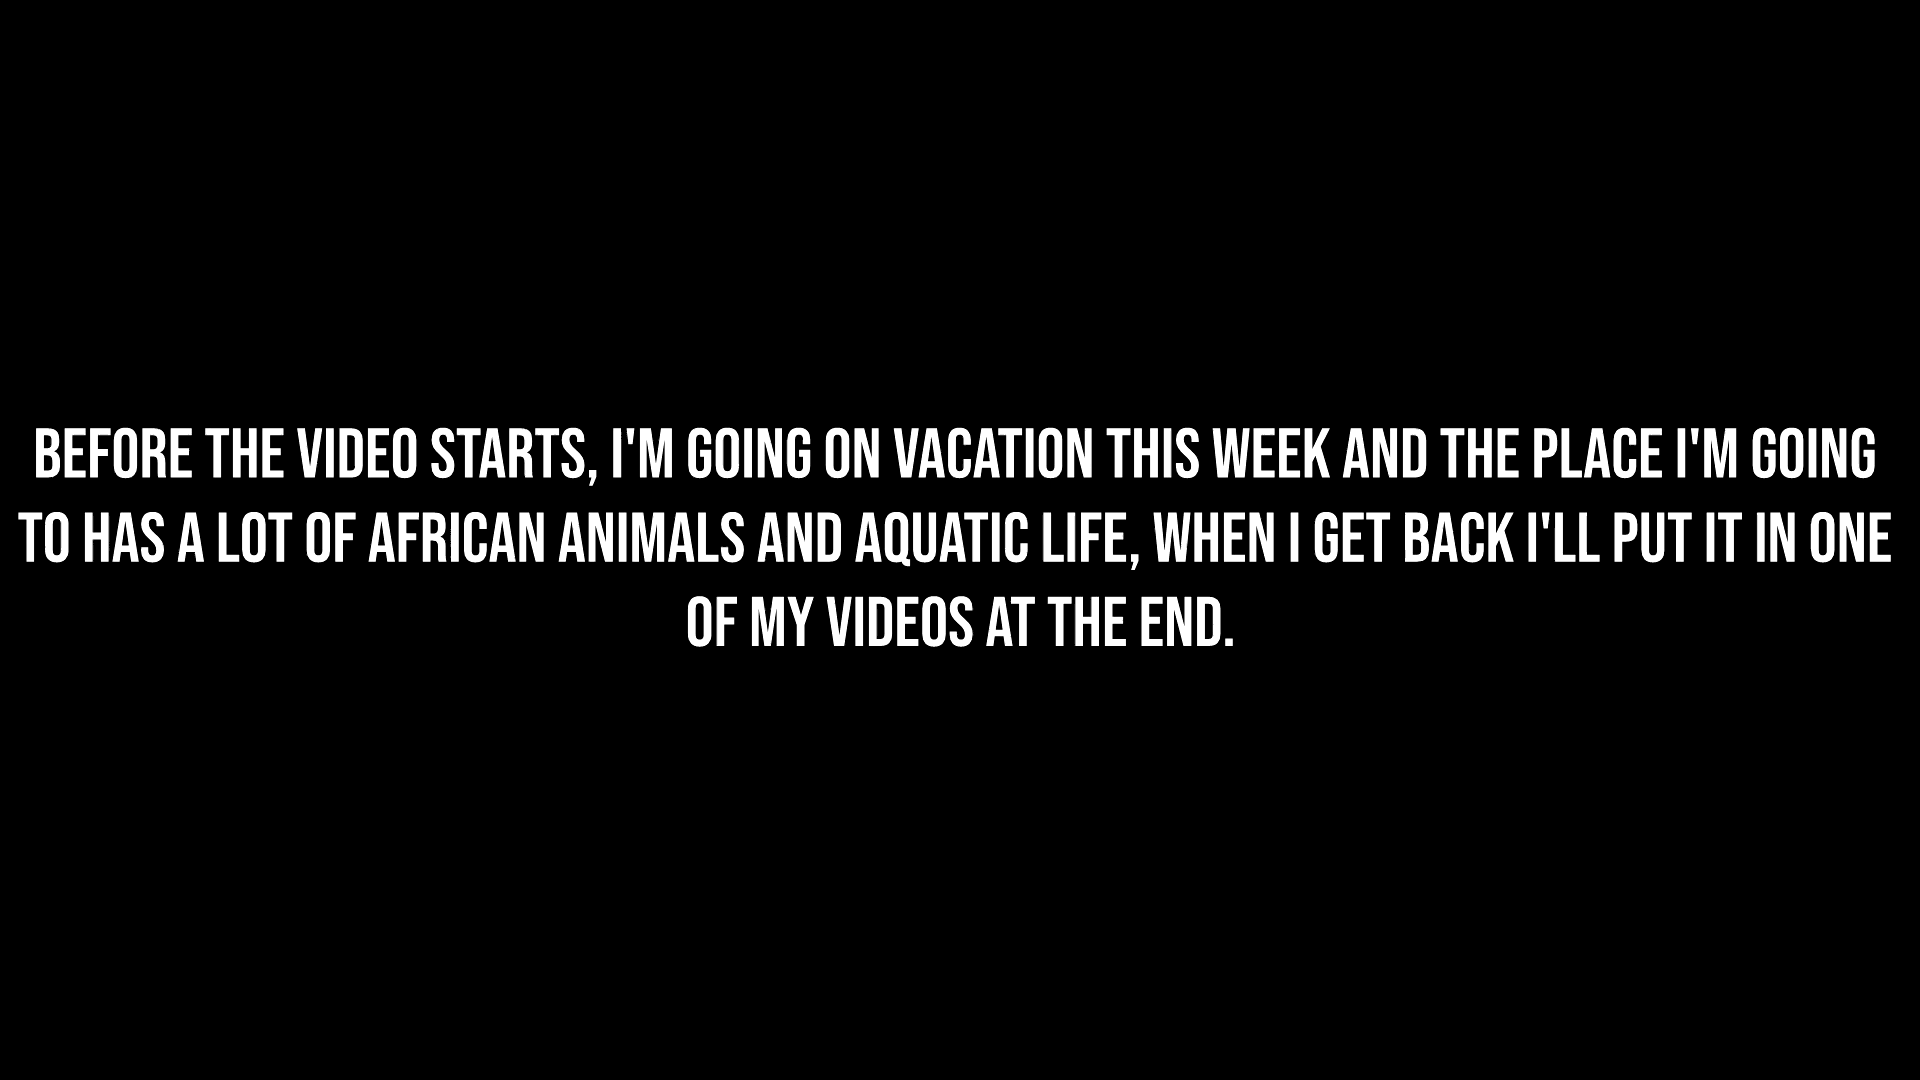 BEFORE THE VIDEO STARTS, I'M GOING ON VACATION THIS WEEK AND THE PLACE I'M GOING
TO HAS A LOT OF AFRICAN ANIMALS AND AQUATIC LIFE, WHEN I GET BACK I'LL PUT IT IN ONE
OF MY VIDEOS AT THE END.